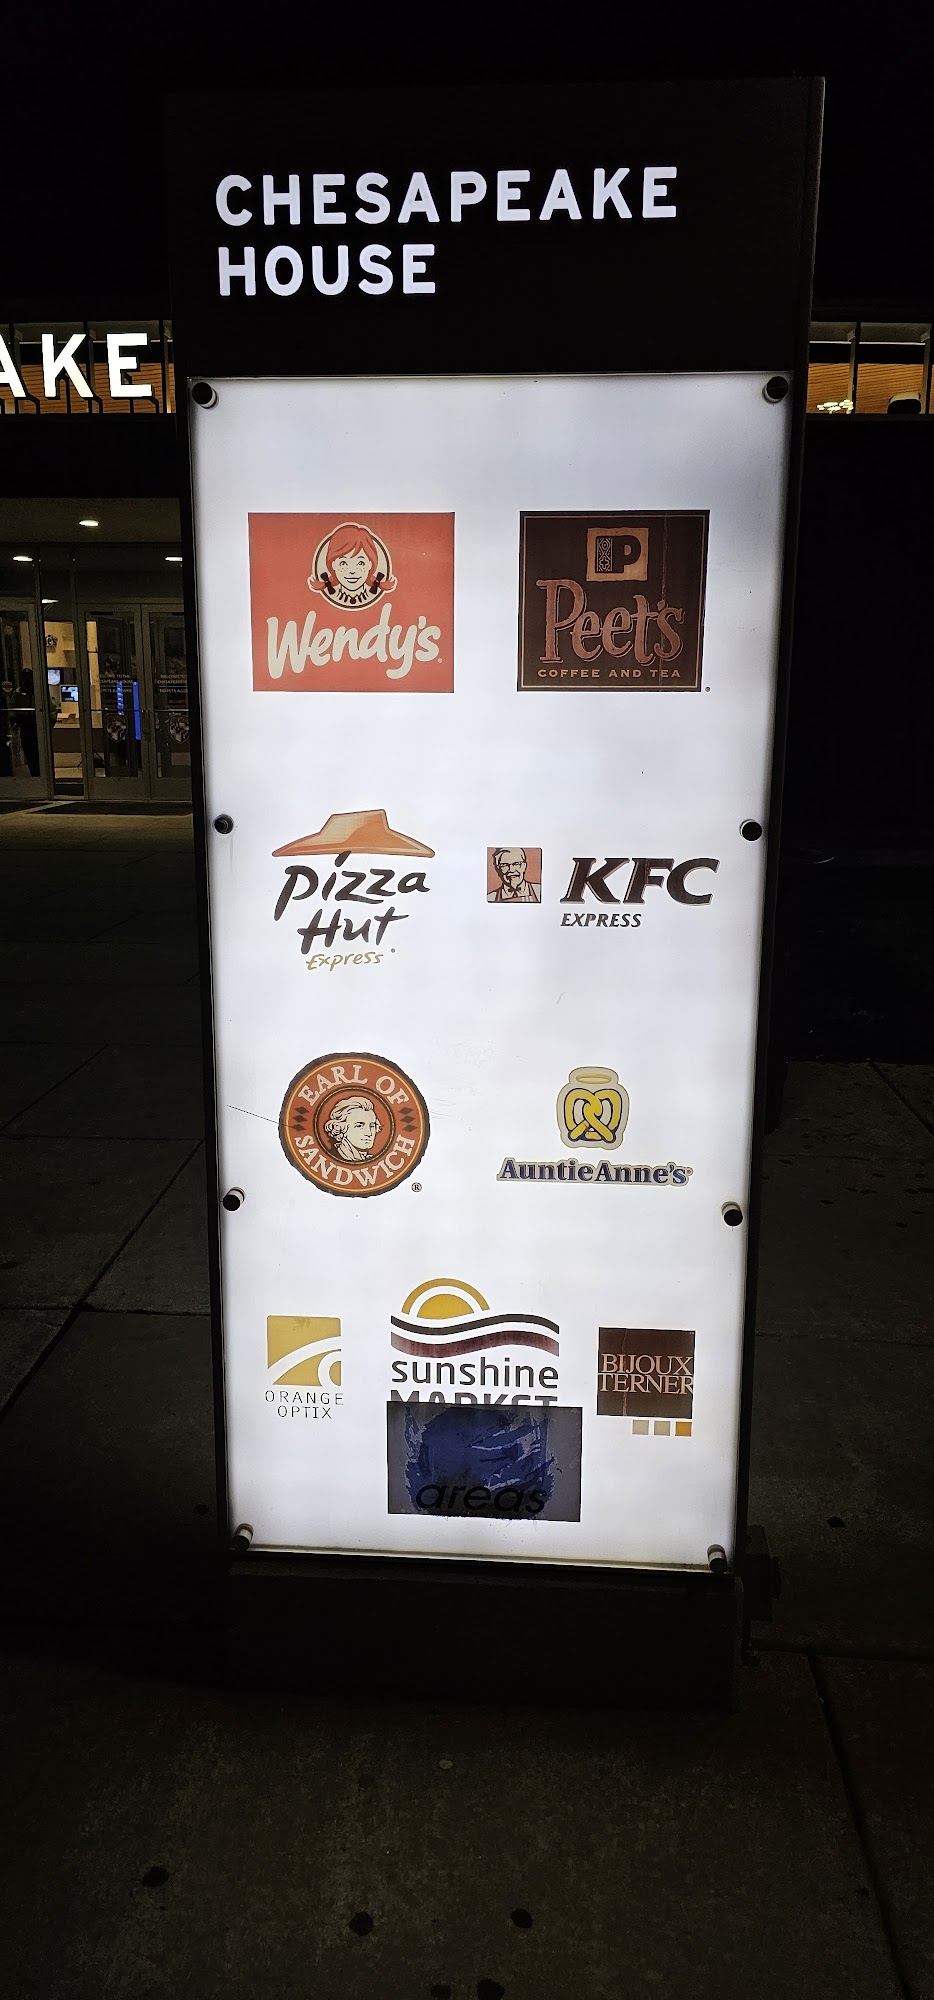 CHESAPEAKE
HOUSE
AKE
Wendy's
P
Peet's
COFFEE AND TEA
Pizza
Hut
Express
KFC
EXPRESS
EARL OF
SANDWICH
®
AuntieAnne's®
ORANGE
OPTIX
sunshine
MARKET
BIJOUX
TERNER
areas